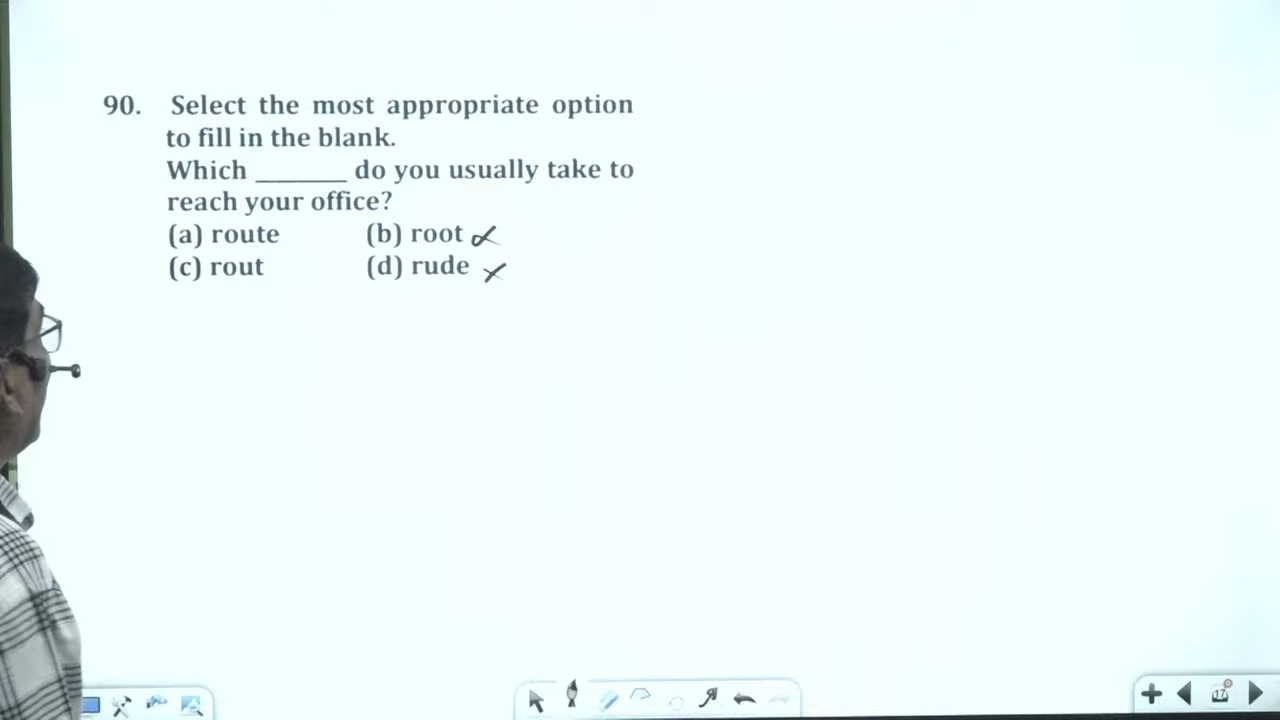 90. Select the most appropriate option
to fill in the blank.
Which _______ do you usually take to
reach your office?
(a) route (b) root
(c) rout (d) rude
17